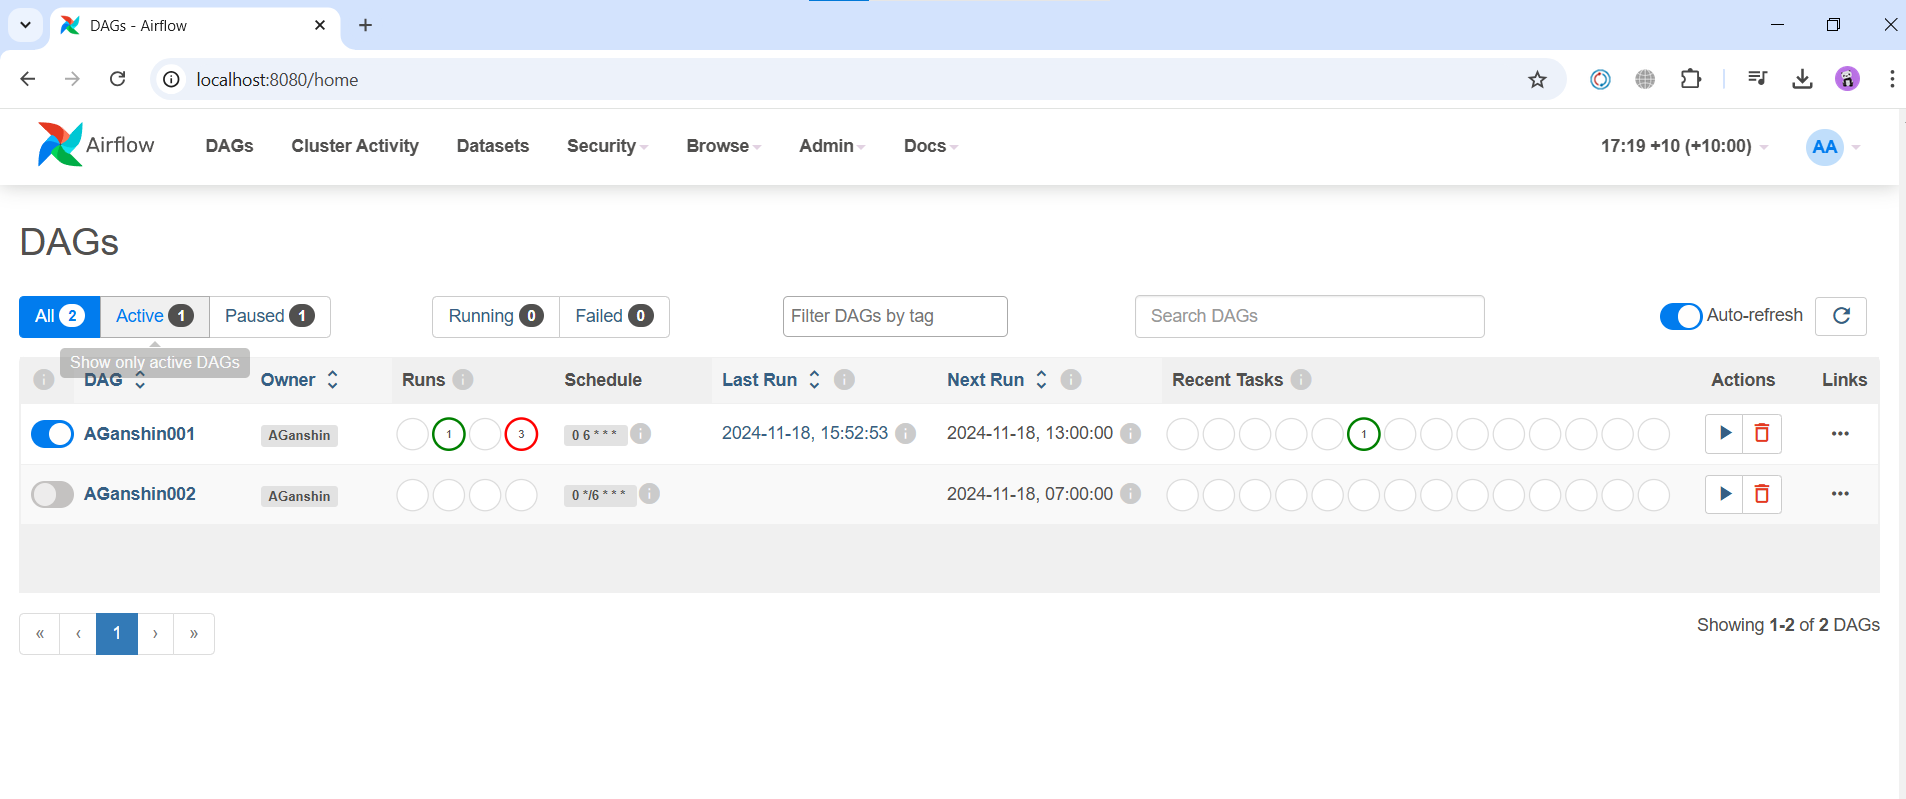 DAGs - Airflow
localhost:8080/home
Airflow DAGs Cluster Activity Datasets Security Browse Admin Docs 17:19 +10 (+10:00) AA
DAGs
All 2 Active 1 Paused 1 Running 0 Failed 0 Filter DAGs by tag Search DAGs Auto-refresh
Show only active DAGs
DAG Owner Runs Schedule Last Run Next Run Recent Tasks Actions Links
AGanshin001 AGanshin 1 3 0 6 * * * 2024-11-18, 15:52:53 2024-11-18, 13:00:00 1
AGanshin002 AGanshin 0 */6 * * * 2024-11-18, 07:00:00
« ‹ 1 › » Showing 1-2 of 2 DAGs